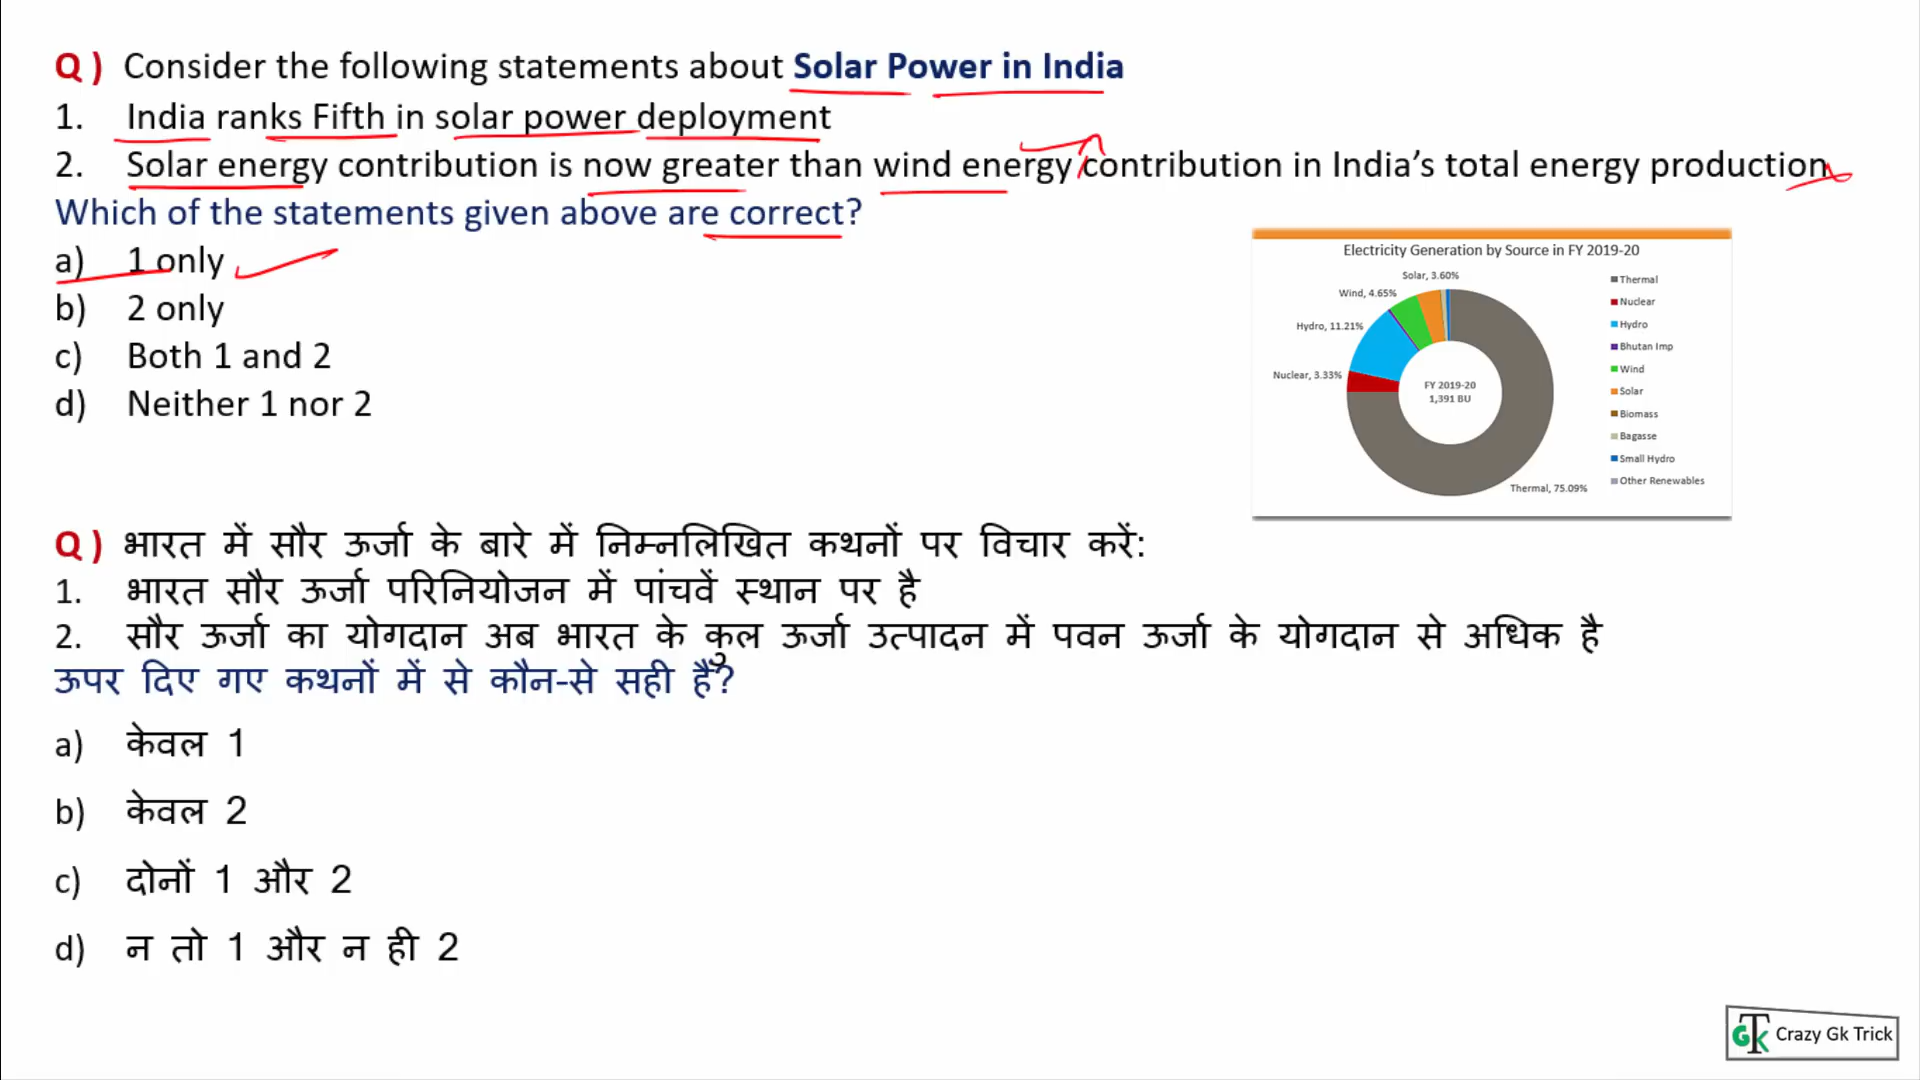 Q) Consider the following statements about Solar Power in India
1. India ranks Fifth in solar power deployment
2. Solar energy contribution is now greater than wind energy contribution in India's total energy production
Which of the statements given above are correct?
a) 1 only
b) 2 only
c) Both 1 and 2
d) Neither 1 nor 2
Electricity Generation by Source in FY 2019-20
Solar, 3.60%
Wind, 4.65%
Hydro, 11.21%
Nuclear, 3.33%
FY 2019-20
1,391 BU
Thermal, 75.09%
Thermal
Nuclear
Hydro
Bhutan Imp
Wind
Solar
Biomass
Bagasse
Small Hydro
Other Renewables
Q) भारत में सौर ऊर्जा के बारे में निम्नलिखित कथनों पर विचार करें:
1. भारत सौर ऊर्जा परिनियोजन में पांचवें स्थान पर है
2. सौर ऊर्जा का योगदान अब भारत के कुल ऊर्जा उत्पादन में पवन ऊर्जा के योगदान से अधिक है
ऊपर दिए गए कथनों में से कौन-से सही हैं?
a) केवल 1
b) केवल 2
c) दोनों 1 और 2
d) न तो 1 और न ही 2
GTK Crazy Gk Trick